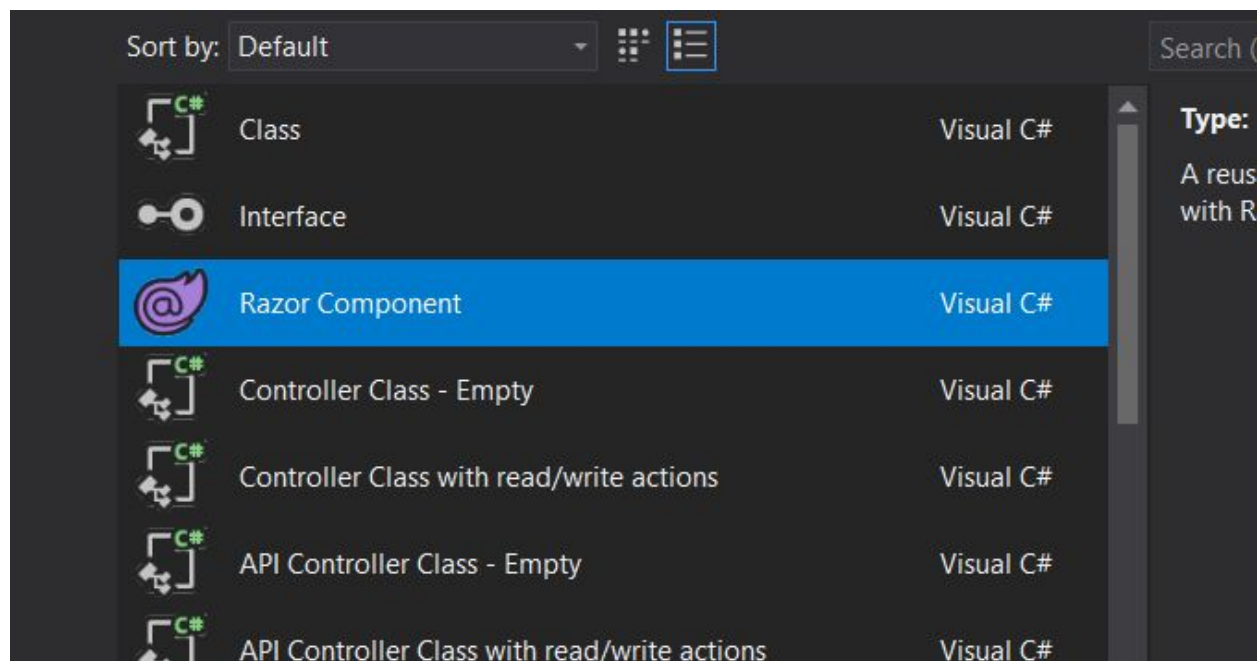 Sort by: Default
Search (
Class Visual C#
Interface Visual C#
Razor Component Visual C#
Controller Class - Empty Visual C#
Controller Class with read/write actions Visual C#
API Controller Class - Empty Visual C#
API Controller Class with read/write actions Visual C#
Type:
A reus
with R